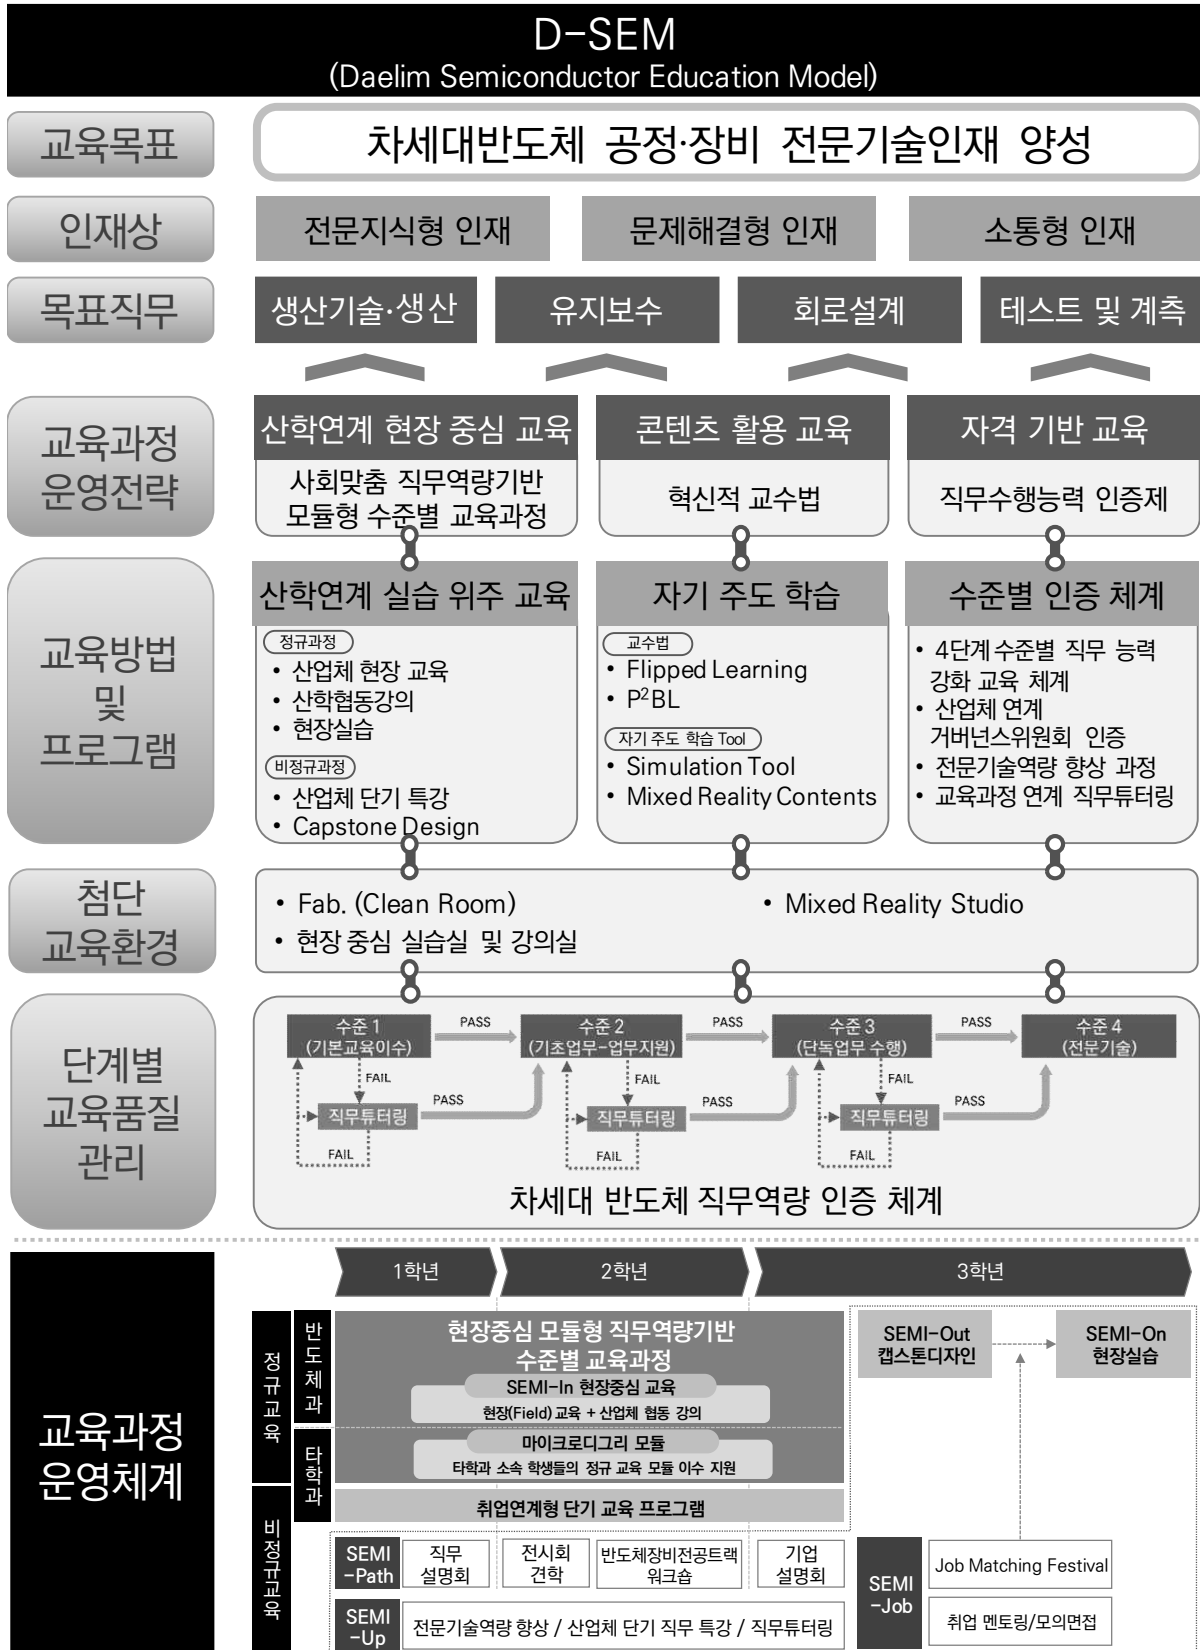 D-SEM
(Daelim Semiconductor Education Model)
교육목표
차세대반도체 공정·장비 전문기술인재 양성
인재상
전문지식형 인재
문제해결형 인재
소통형 인재
목표직무
생산기술·생산
유지보수
회로설계
테스트 및 계측
교육과정
운영전략
산학연계 현장 중심 교육
사회맞춤 직무역량기반
모듈형 수준별 교육과정
콘텐츠 활용 교육
혁신적 교수법
자격 기반 교육
직무수행능력 인증제
교육방법
및
프로그램
산학연계 실습 위주 교육
정규과정
• 산업체 현장 교육
• 산학협동강의
• 현장실습
비정규과정
• 산업체 단기 특강
• Capstone Design
자기 주도 학습
교수법
• Flipped Learning
• P²BL
자기 주도 학습 Tool
• Simulation Tool
• Mixed Reality Contents
수준별 인증 체계
• 4단계 수준별 직무 능력
강화 교육 체계
• 산업체 연계
거버넌스위원회 인증
• 전문기술역량 향상 과정
• 교육과정 연계 직무튜터링
첨단
교육환경
• Fab. (Clean Room)
• 현장 중심 실습실 및 강의실
• Mixed Reality Studio
단계별
교육품질
관리
수준 1
(기본교육이수)
PASS
수준 2
(기초업무-업무지원)
PASS
수준 3
(단독업무 수행)
PASS
수준 4
(전문기술)
FAIL
FAIL
FAIL
직무튜터링
PASS
직무튜터링
PASS
직무튜터링
PASS
FAIL
FAIL
FAIL
차세대 반도체 직무역량 인증 체계
교육과정
운영체계
1학년
2학년
3학년
정규교육
반도체과
현장중심 모듈형 직무역량기반
수준별 교육과정
SEMI-In 현장중심 교육
현장(Field) 교육 + 산업체 협동 강의
타학과
마이크로디그리 모듈
타학과 소속 학생들의 정규 교육 모듈 이수 지원
SEMI-Out
캡스톤디자인
SEMI-On
현장실습
비정규교육
취업연계형 단기 교육 프로그램
SEMI
-Path
직무
설명회
전시회
견학
반도체장비전공트랙
워크숍
기업
설명회
SEMI
-Up
전문기술역량 향상 / 산업체 단기 직무 특강 / 직무튜터링
SEMI
-Job
Job Matching Festival
취업 멘토링/모의면접